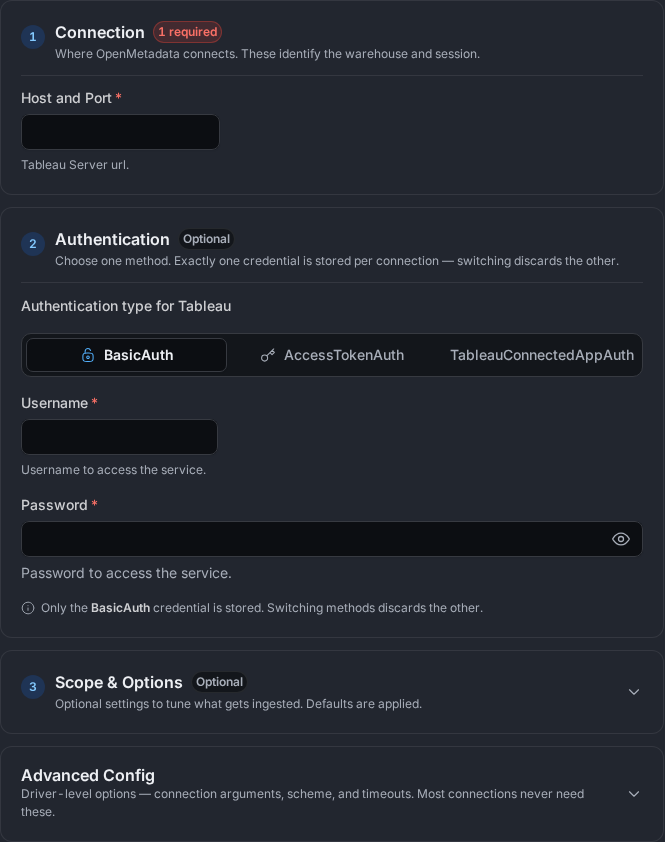 1 Connection 1 required
Where OpenMetadata connects. These identify the warehouse and session.
Host and Port *
Tableau Server url.
2 Authentication Optional
Choose one method. Exactly one credential is stored per connection — switching discards the other.
Authentication type for Tableau
BasicAuth AccessTokenAuth TableauConnectedAppAuth
Username *
Username to access the service.
Password *
Password to access the service.
Only the BasicAuth credential is stored. Switching methods discards the other.
3 Scope & Options Optional
Optional settings to tune what gets ingested. Defaults are applied.
Advanced Config
Driver-level options — connection arguments, scheme, and timeouts. Most connections never need
these.